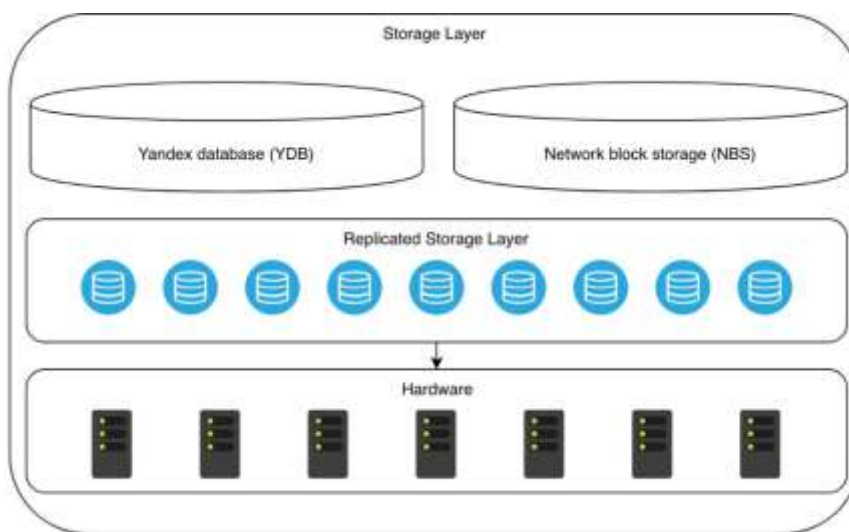 Storage Layer
Yandex database (YDB)
Network block storage (NBS)
Replicated Storage Layer
Hardware